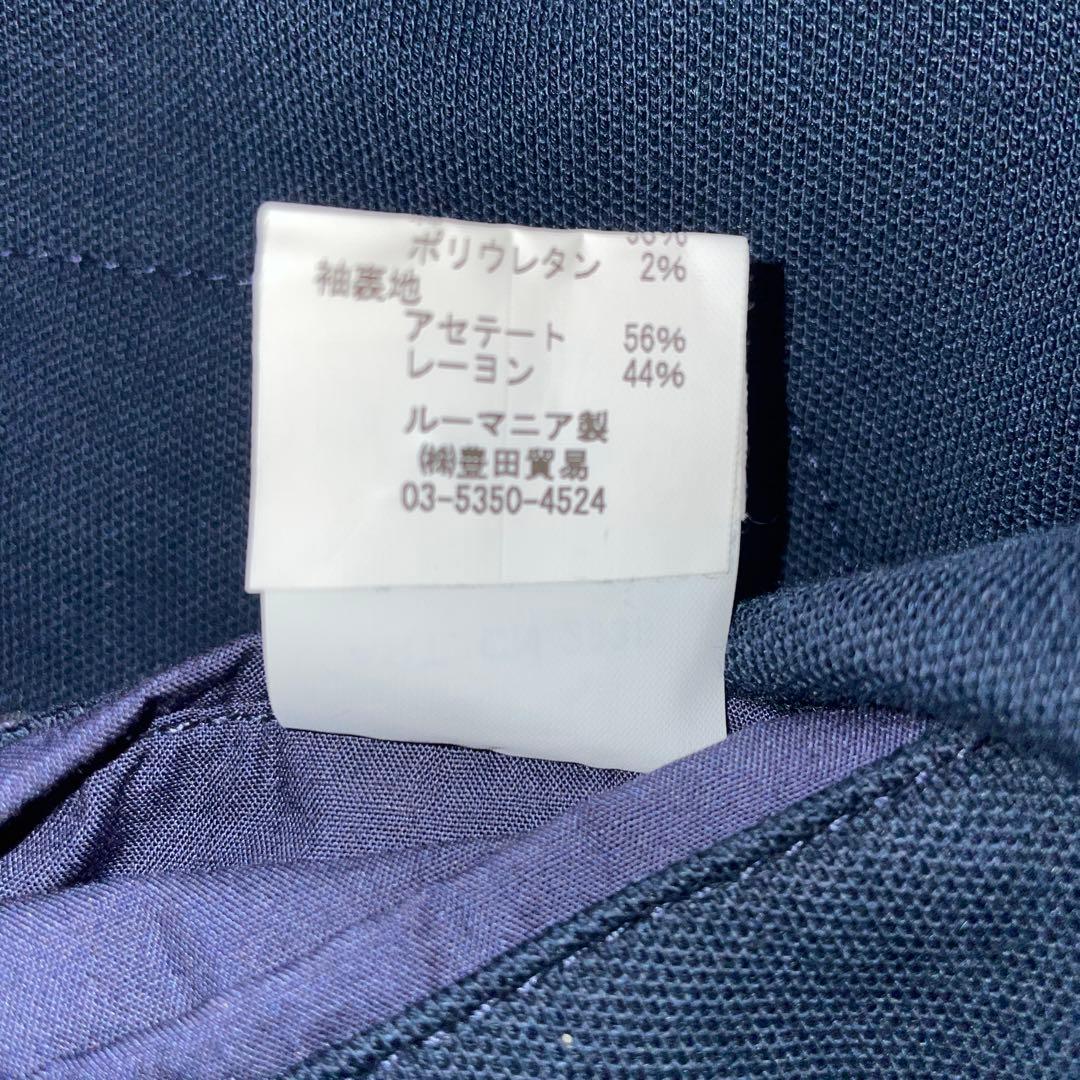 ポリウレタン 2%
袖裏地
アセテート 56%
レーヨン 44%
ルーマニア製
㈱豊田貿易
03-5350-4524